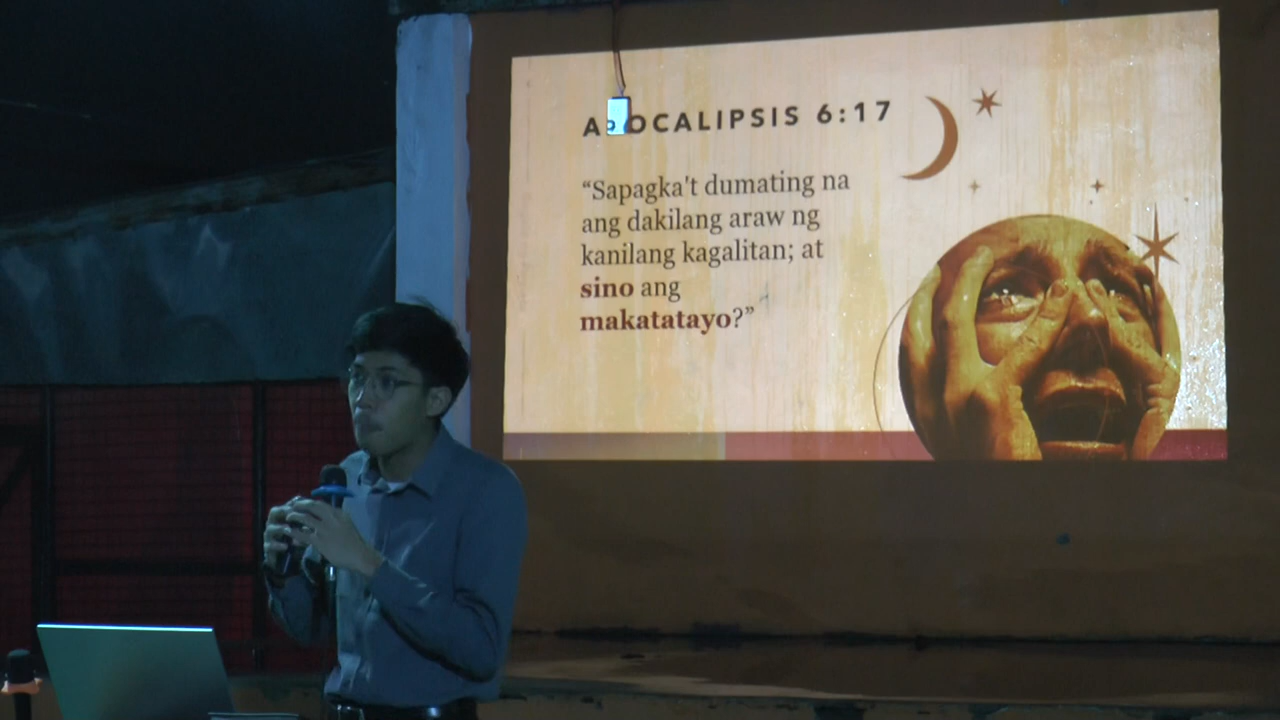 APOCALIPSIS 6:17
“Sapagka't dumating na
ang dakilang araw ng
kanilang kagalitan; at
sino ang
makatatayo?”